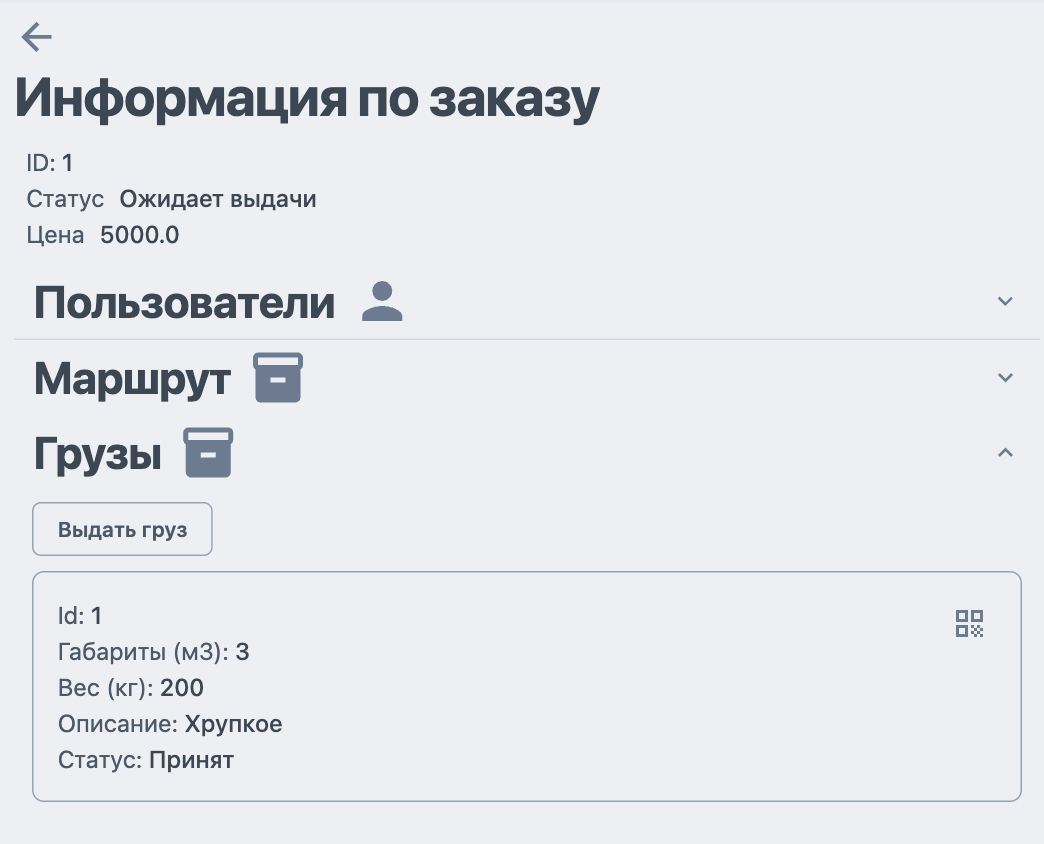 Информация по заказу
ID: 1
Статус Ожидает выдачи
Цена 5000.0
Пользователи
Маршрут
Грузы
Выдать груз
Id: 1
Габариты (м3): 3
Вес (кг): 200
Описание: Хрупкое
Статус: Принят